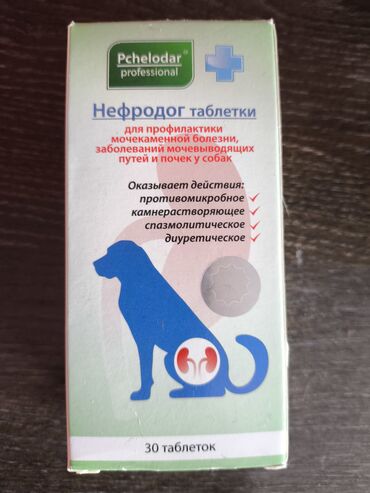 Pchelodar
professional
Нефродог таблетки
для профилактики
мочекаменной болезни,
заболеваний мочевыводящих
путей и почек у собак
Оказывает действия:
противомикробное
камнерастворяющее
спазмолитическое
диуретическое
30 таблеток